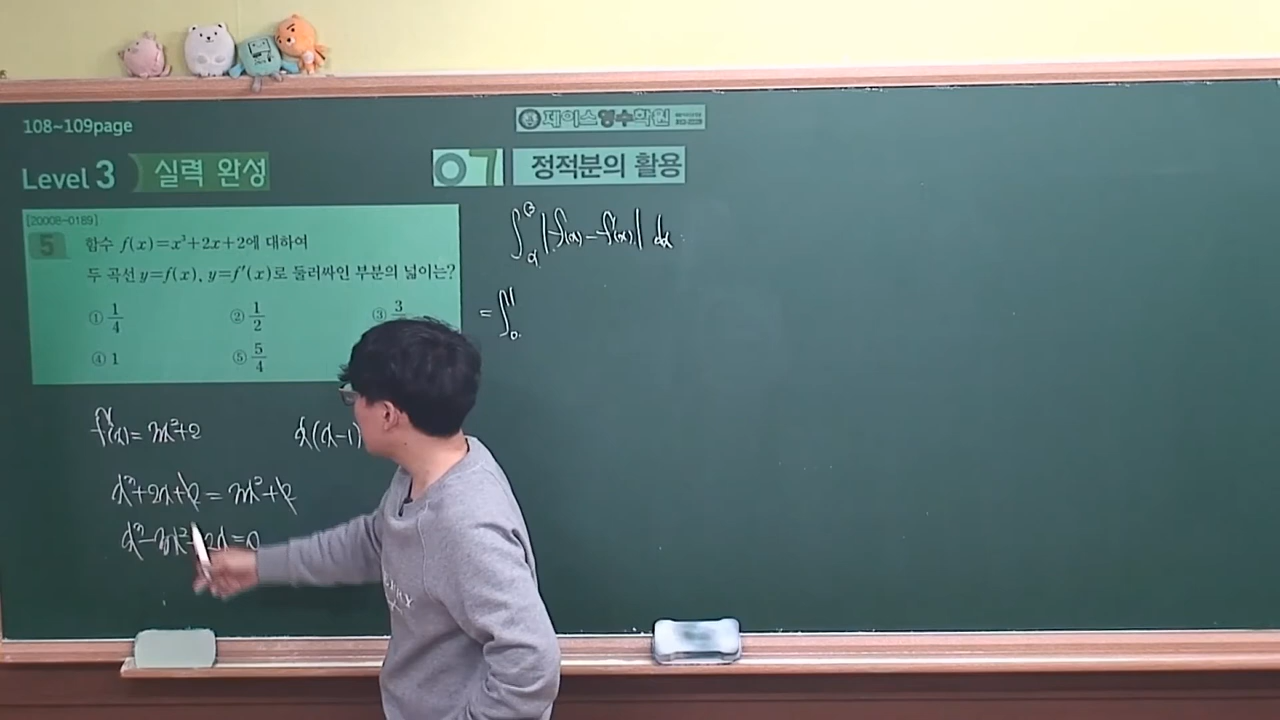 108~109page
제이스영수학원
Level 3 실력 완성
07 정적분의 활용
[20008-0189]
5 함수 f(x)=x³+2x+2에 대하여
두 곡선 y=f(x), y=f′(x)로 둘러싸인 부분의 넓이는?
① 1/4 ② 1/2 ③ 3
④ 1 ⑤ 5/4
∫_α^β |f(x)-f′(x)| dx
= ∫_0^1
f′(x)=3x²+2
x(x-1)
x³+2x+2=3x²+2
x³-3x²+2x=0